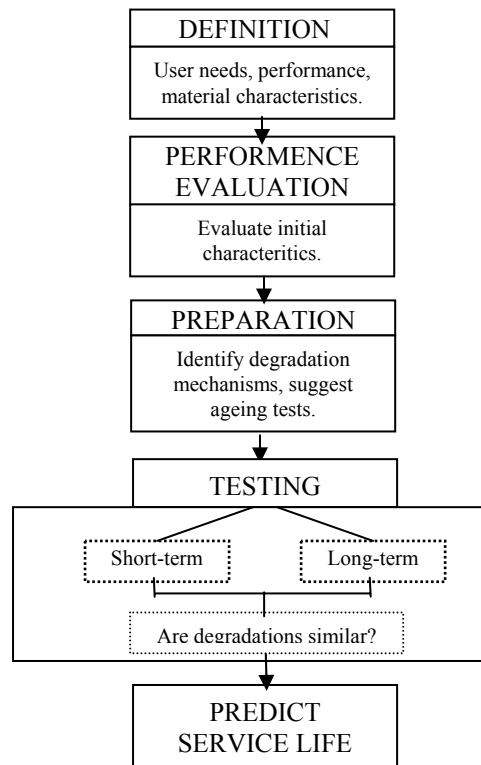 DEFINITION
User needs, performance,
material characteristics.
PERFORMENCE
EVALUATION
Evaluate initial
characteritics.
PREPARATION
Identify degradation
mechanisms, suggest
ageing tests.
TESTING
Short-term
Long-term
Are degradations similar?
PREDICT
SERVICE LIFE